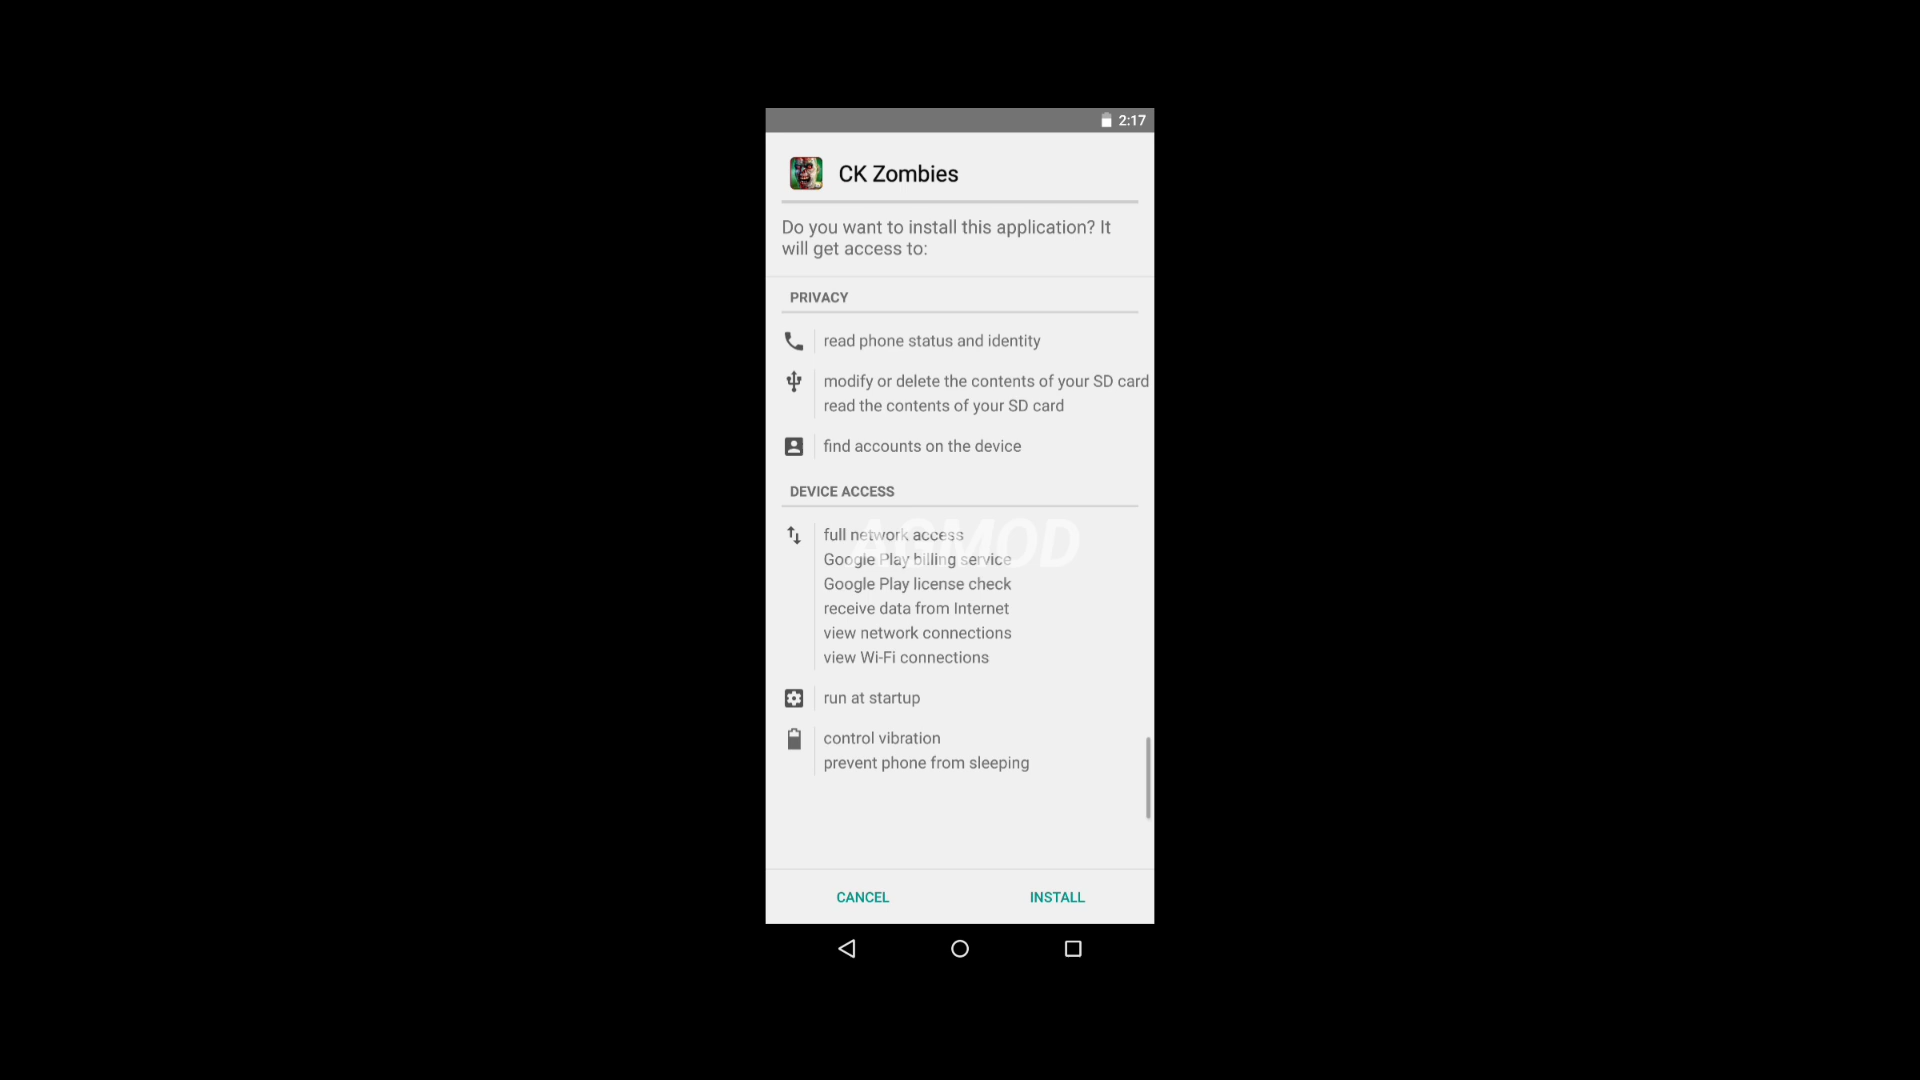 2:17
CK Zombies
Do you want to install this application? It
will get access to:
PRIVACY
read phone status and identity
modify or delete the contents of your SD card
read the contents of your SD card
find accounts on the device
DEVICE ACCESS
full network access
Google Play billing service
Google Play license check
receive data from Internet
view network connections
view Wi-Fi connections
run at startup
control vibration
prevent phone from sleeping
CANCEL
INSTALL